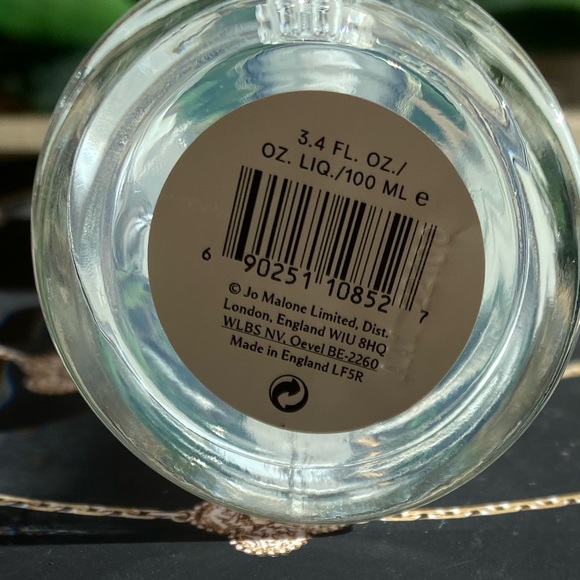 3.4 FL. OZ./
OZ. LIQ./100 ML ℮
6 90251 10852 7
© Jo Malone Limited, Dist.
London, England W1U 8HQ
WLBS NV, Oevel BE-2260
Made in England LF5R